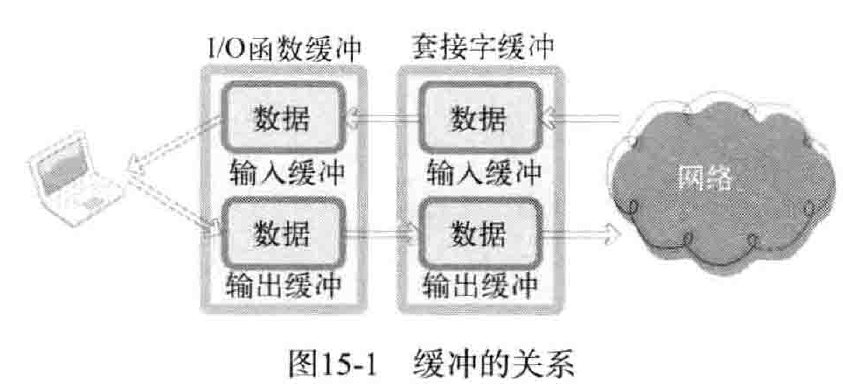 I/O函数缓冲 套接字缓冲
数据 数据
输入缓冲 输入缓冲
网络
数据 数据
输出缓冲 输出缓冲
图15-1 缓冲的关系